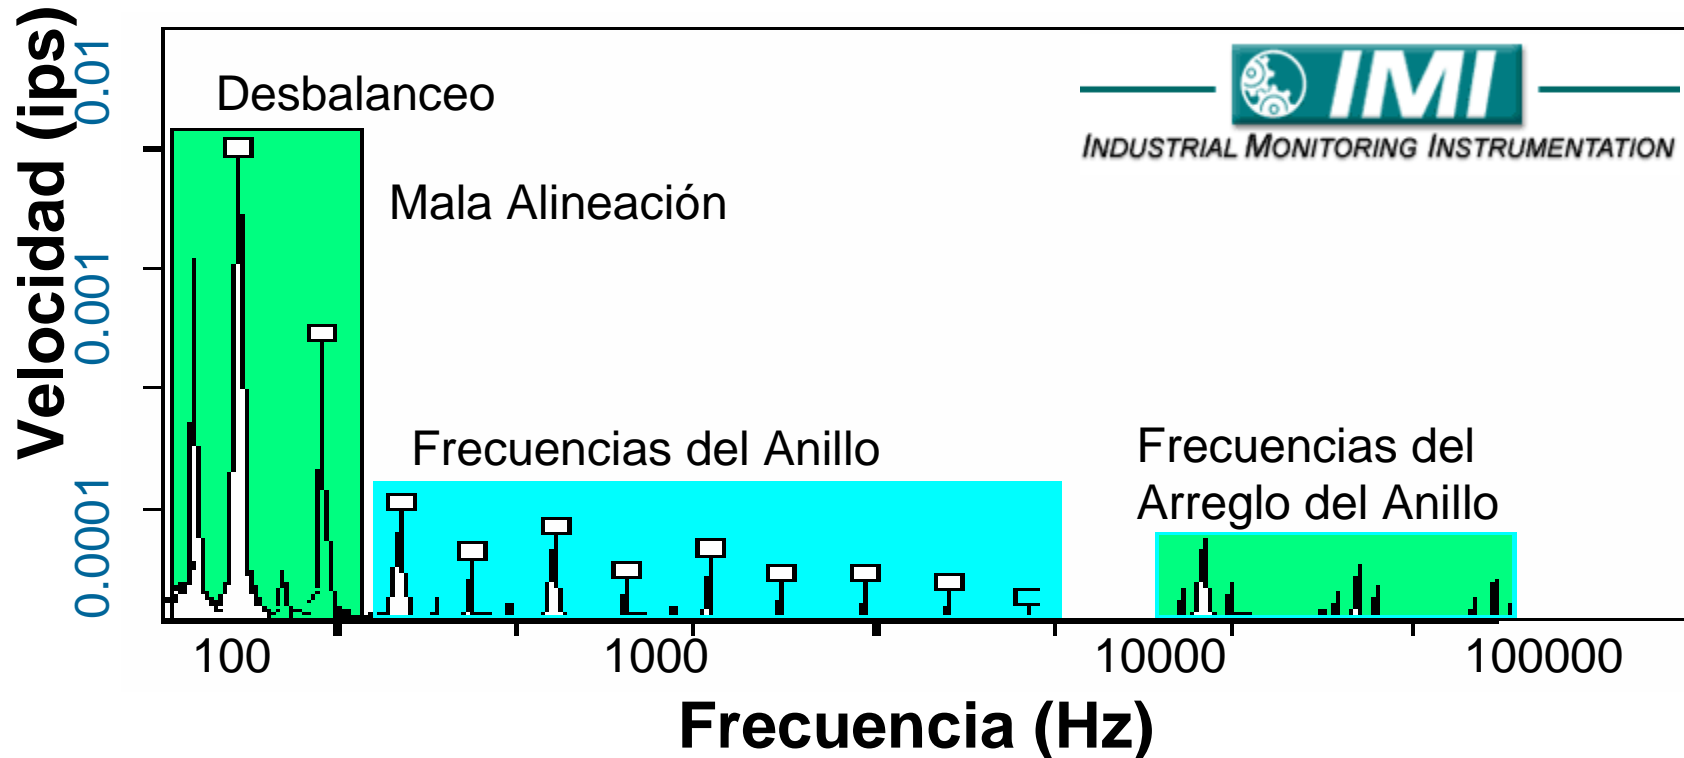 Velocidad (ips)
0.01
0.001
0.0001
Desbalanceo
Mala Alineación
Frecuencias del Anillo
Frecuencias del
Arreglo del Anillo
IMI
INDUSTRIAL MONITORING INSTRUMENTATION
100
1000
10000
100000
Frecuencia (Hz)